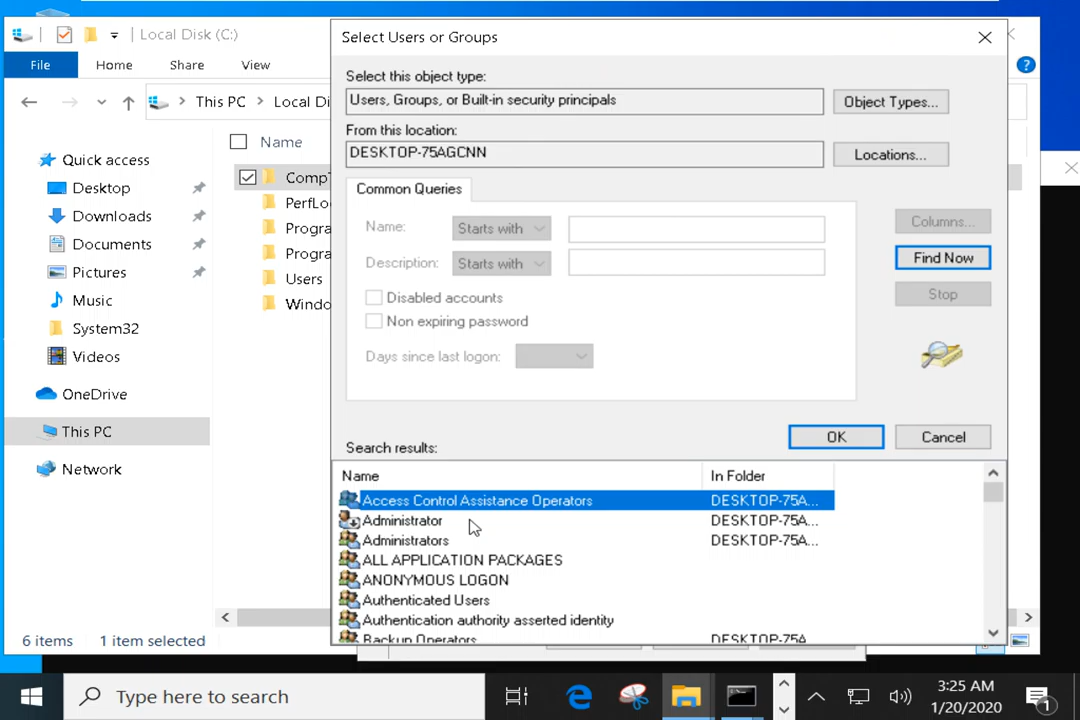 Local Disk (C:)
File Home Share View
This PC Local Di
Quick access
Desktop
Downloads
Documents
Pictures
Music
System32
Videos
OneDrive
This PC
Network
Name
CompT
PerfLo
Progra
Progra
Users
Windo
6 items 1 item selected
Select Users or Groups
Select this object type:
Users, Groups, or Built-in security principals
Object Types...
From this location:
DESKTOP-75AGCNN
Locations...
Common Queries
Name: Starts with
Description: Starts with
Disabled accounts
Non expiring password
Days since last logon:
Columns...
Find Now
Stop
OK Cancel
Search results:
Name In Folder
Access Control Assistance Operators DESKTOP-75A...
Administrator DESKTOP-75A...
Administrators DESKTOP-75A...
ALL APPLICATION PACKAGES
ANONYMOUS LOGON
Authenticated Users
Authentication authority asserted identity
Backup Operators DESKTOP-75A
Type here to search
3:25 AM
1/20/2020
1